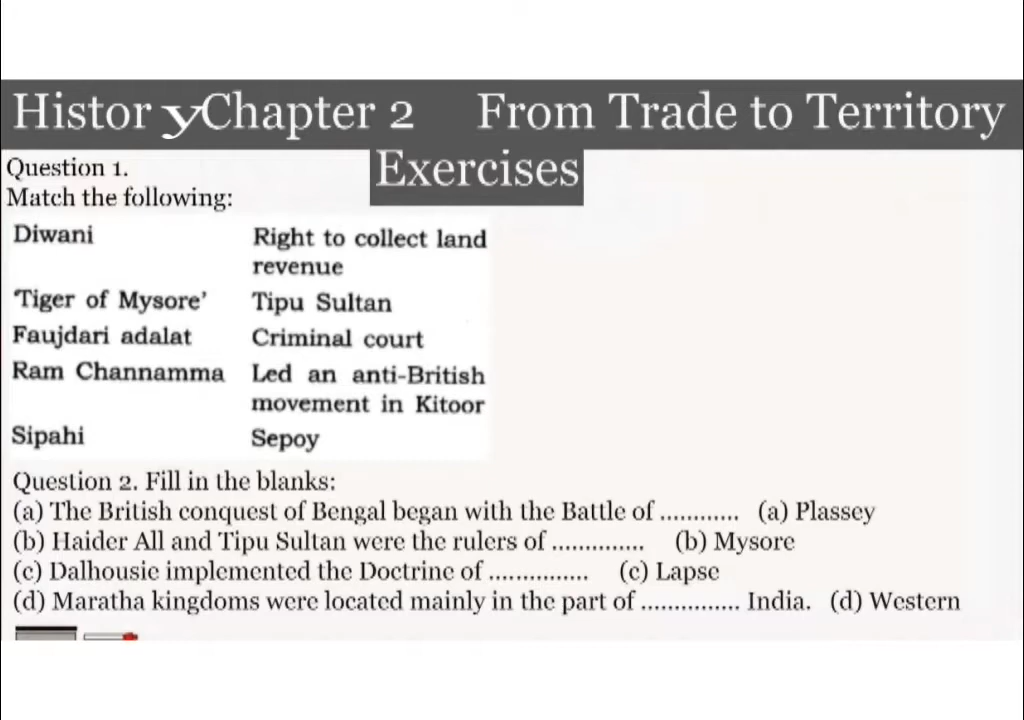 History Chapter 2 From Trade to Territory
Exercises
Question 1.
Match the following:
Diwani Right to collect land
revenue
'Tiger of Mysore' Tipu Sultan
Faujdari adalat Criminal court
Ram Channamma Led an anti-British
movement in Kitoor
Sipahi Sepoy
Question 2. Fill in the blanks:
(a) The British conquest of Bengal began with the Battle of ............ (a) Plassey
(b) Haider All and Tipu Sultan were the rulers of .............. (b) Mysore
(c) Dalhousie implemented the Doctrine of ............... (c) Lapse
(d) Maratha kingdoms were located mainly in the part of ............... India. (d) Western